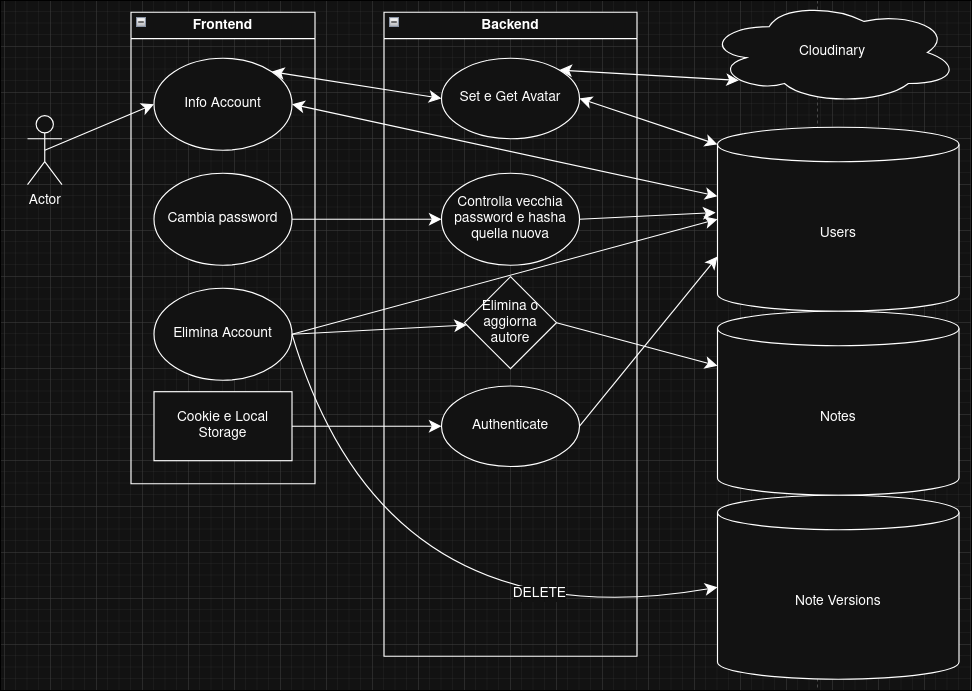 Frontend
Backend
Cloudinary
Info Account
Set e Get Avatar
Actor
Cambia password
Controlla vecchia
password e hasha
quella nuova
Users
Elimina Account
Elimina o
aggiorna
autore
Cookie e Local
Storage
Authenticate
Notes
DELETE
Note Versions